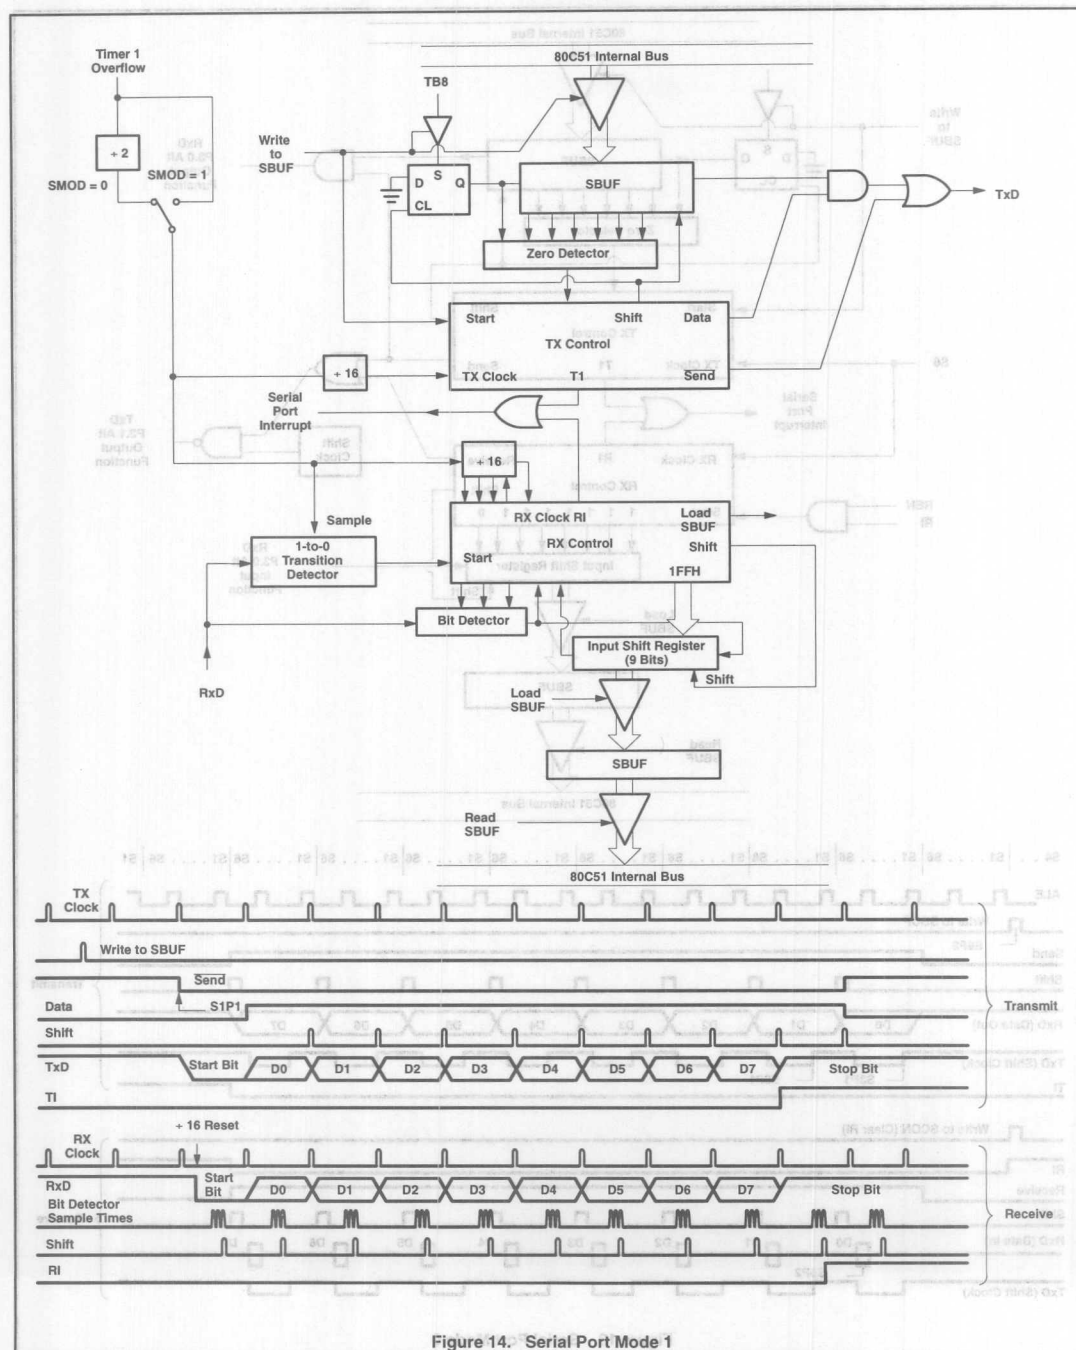 Timer 1
Overflow
80C51 Internal Bus
TB8
Write
to
SBUF
÷ 2
SMOD = 0
SMOD = 1
D
S
Q
CL
SBUF
TxD
Zero Detector
Start
Shift
Data
TX Control
TX Clock
T1
Send
÷ 16
Serial
Port
Interrupt
÷ 16
Sample
RX Clock RI
Load
SBUF
1-to-0
Transition
Detector
Start
RX Control
Shift
1FFH
Bit Detector
Input Shift Register
(9 Bits)
Shift
RxD
Load
SBUF
SBUF
Read
SBUF
80C51 Internal Bus
TX
Clock
Write to SBUF
Send
S1P1
Data
Transmit
Shift
TxD
Start Bit
D0
D1
D2
D3
D4
D5
D6
D7
Stop Bit
TI
÷ 16 Reset
RX
Clock
RxD
Start
Bit
D0
D1
D2
D3
D4
D5
D6
D7
Stop Bit
Bit Detector
Sample Times
Receive
Shift
RI
Figure 14. Serial Port Mode 1